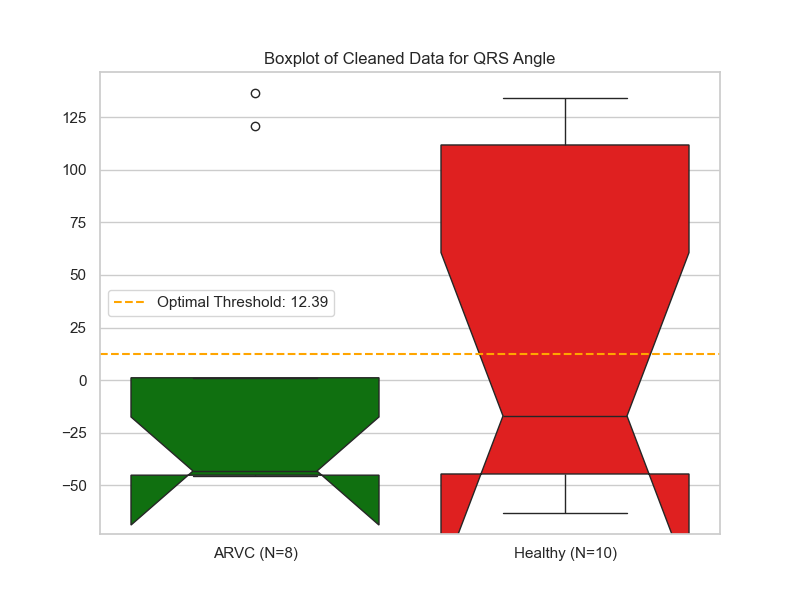 Boxplot of Cleaned Data for QRS Angle
125
100
75
50
25
0
−25
−50
Optimal Threshold: 12.39
ARVC (N=8)
Healthy (N=10)